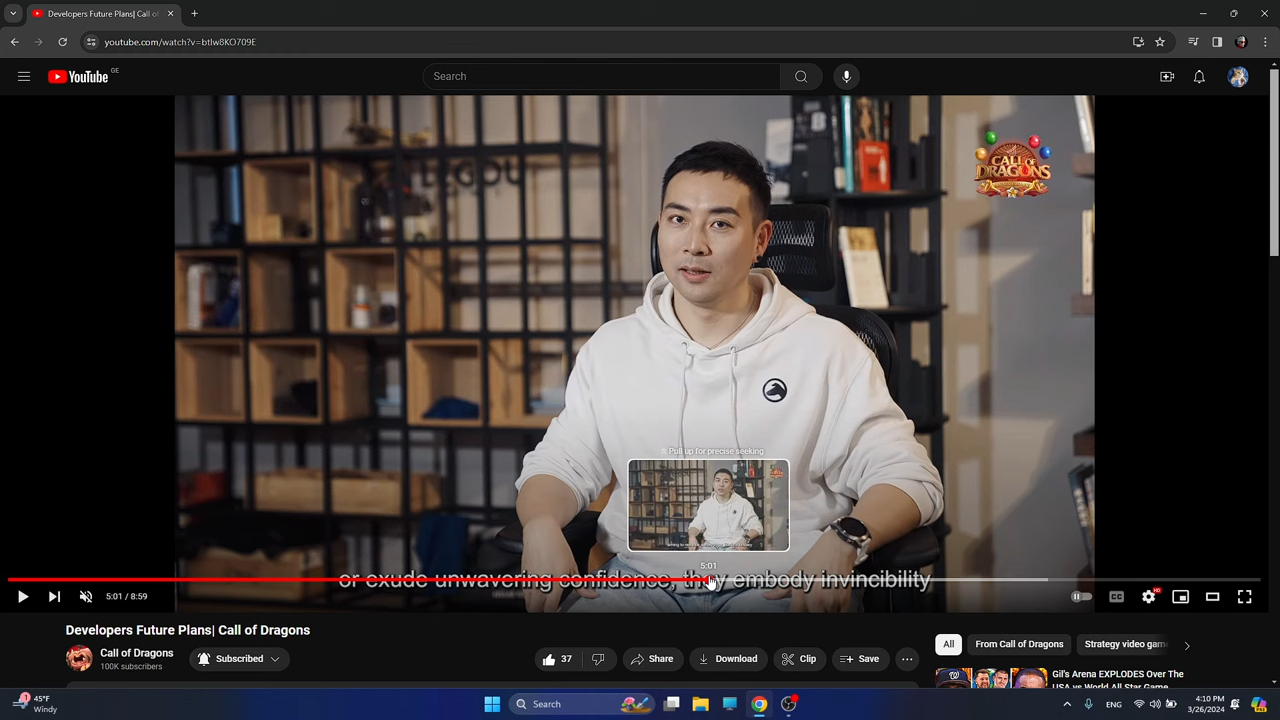 Developers Future Plans| Call of
youtube.com/watch?v=btlw8KO709E
YouTube GE
Search
CALL OF
DRAGONS
Pull up for precise seeking
5:01
or exude unwavering confidence, they embody invincibility
5:01 / 8:59
CC
HD
Developers Future Plans| Call of Dragons
Call of Dragons
100K subscribers
Subscribed
37
Share
Download
Clip
Save
All
From Call of Dragons
Strategy video gam
Gil's Arena EXPLODES Over The
USA vs World All Star Game
1
45°F
Windy
Search
ENG
4:10 PM
3/26/2024